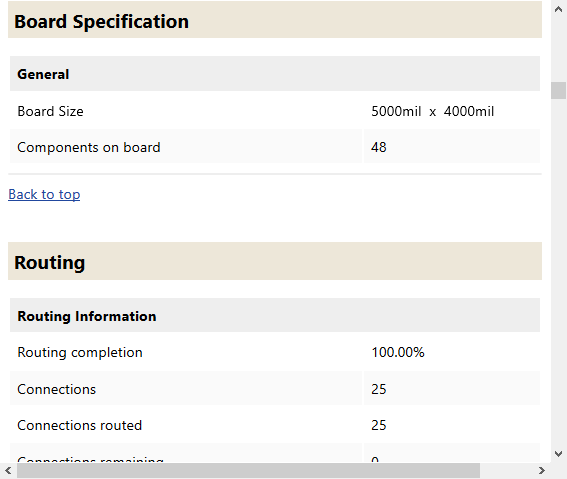 Board Specification
General
Board Size 5000mil x 4000mil
Components on board 48
Back to top
Routing
Routing Information
Routing completion 100.00%
Connections 25
Connections routed 25
Connections remaining 0